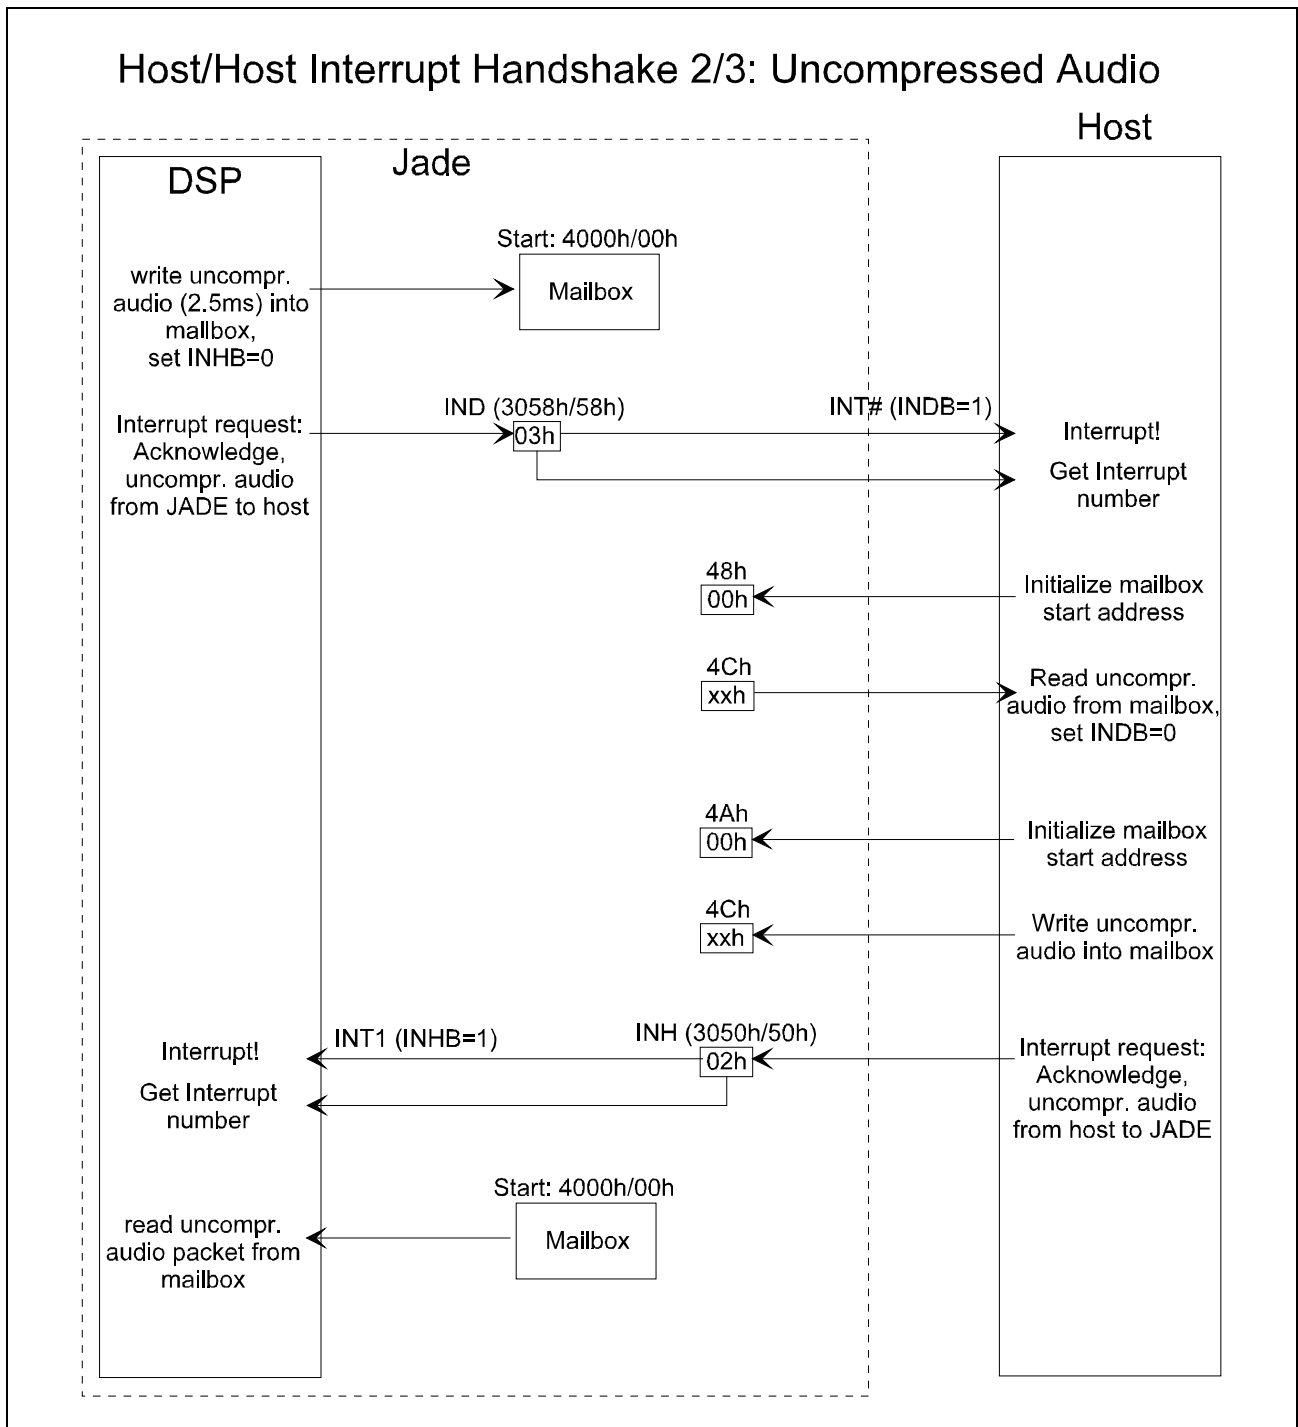 Host/Host Interrupt Handshake 2/3: Uncompressed Audio
Host
Jade
DSP
Start: 4000h/00h
write uncompr.
audio (2.5ms) into
mallbox,
set INHB=0
Mailbox
IND (3058h/58h)
INT# (INDB=1)
Interrupt request:
Acknowledge,
uncompr. audio
from JADE to host
03h
Interrupt!
Get Interrupt
number
48h
00h
Initialize mailbox
start address
4Ch
xxh
Read uncompr.
audio from mailbox,
set INDB=0
4Ah
00h
Initialize mailbox
start address
4Ch
xxh
Write uncompr.
audio into mailbox
INT1 (INHB=1)
INH (3050h/50h)
Interrupt!
Get Interrupt
number
02h
Interrupt request:
Acknowledge,
uncompr. audio
from host to JADE
Start: 4000h/00h
read uncompr.
audio packet from
mailbox
Mailbox